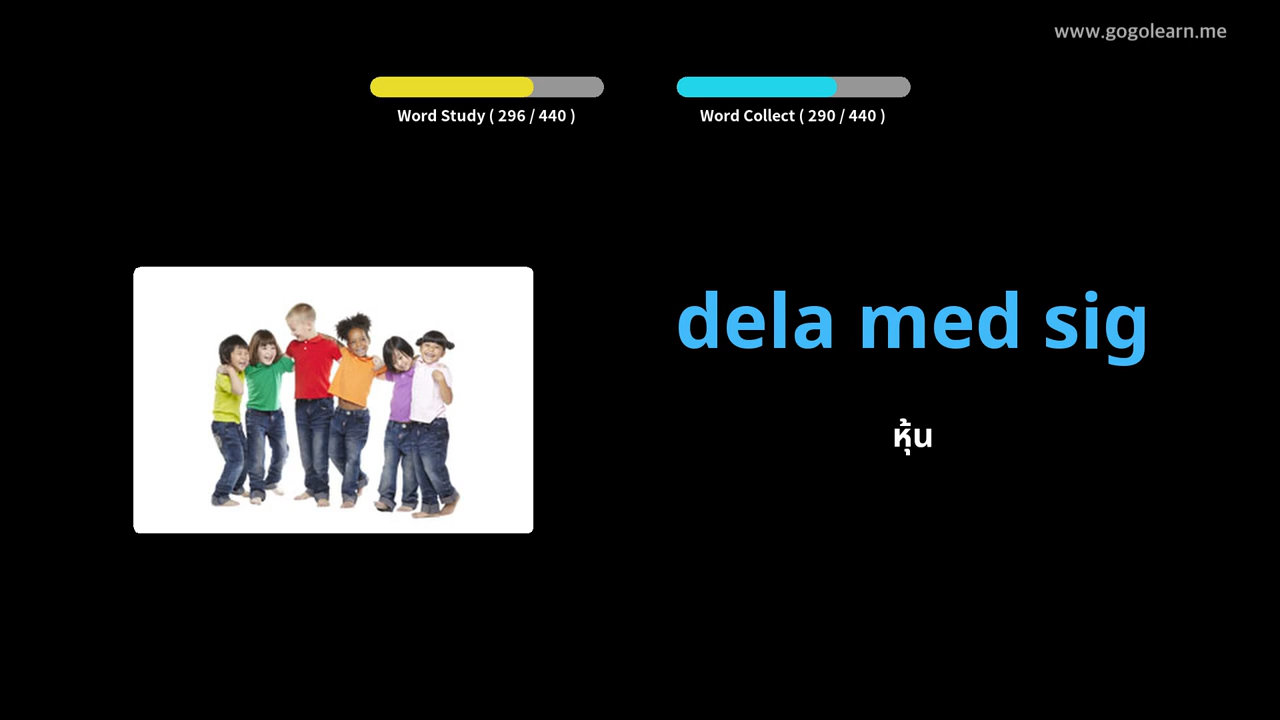 www.gogolearn.me
Word Study ( 296 / 440 )
Word Collect ( 290 / 440 )
dela med sig
หุ้น